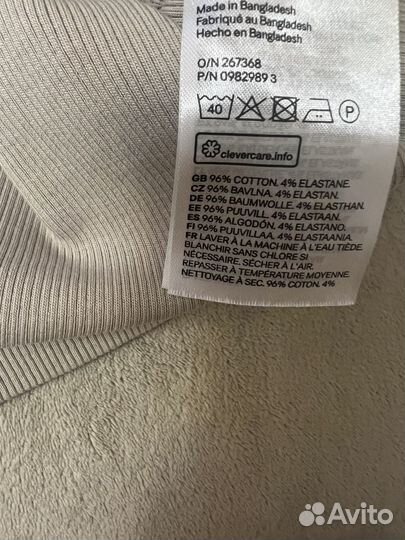 Made in Bangladesh
Fabriqué au Bangladesh
Hecho en Bangladesh
O/N 267368
P/N 0982989 3
40 P
clevercare.info
GB 96% COTTON. 4% ELASTANE.
CZ 96% BAVLNA. 4% ELASTAN.
DE 96% BAUMWOLLE. 4% ELASTHAN.
EE 96% PUUVILL. 4% ELASTAAN.
ES 96% ALGODÓN. 4% ELASTANO.
FI 96% PUUVILLAA. 4% ELASTAANIA.
FR LAVER À LA MACHINE À L'EAU TIÈDE.
BLANCHIR SANS CHLORE SI
NÉCESSAIRE. SÉCHER À L'AIR.
REPASSER À TEMPÉRATURE MOYENNE.
NETTOYAGE À SEC. 96% COTON. 4%
Avito